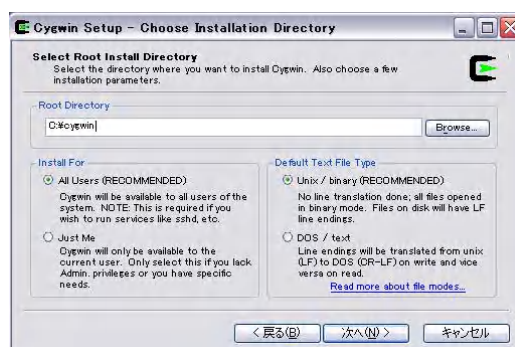 Cygwin Setup - Choose Installation Directory
Select Root Install Directory
Select the directory where you want to install Cygwin. Also choose a few
installation parameters.
Root Directory
C:¥cygwin
Browse...
Install For
All Users (RECOMMENDED)
Cygwin will be available to all users of the
system. NOTE: This is required if you
wish to run services like sshd, etc.
Just Me
Cygwin will only be available to the
current user. Only select this if you lack
Admin. privileges or you have specific
needs.
Default Text File Type
Unix / binary (RECOMMENDED)
No line translation done; all files opened
in binary mode. Files on disk will have LF
line endings.
DOS / text
Line endings will be translated from unix
(LF) to DOS (CR-LF) on write and vice
versa on read.
Read more about file modes...
< 戻る(B)
次へ(N) >
キャンセル